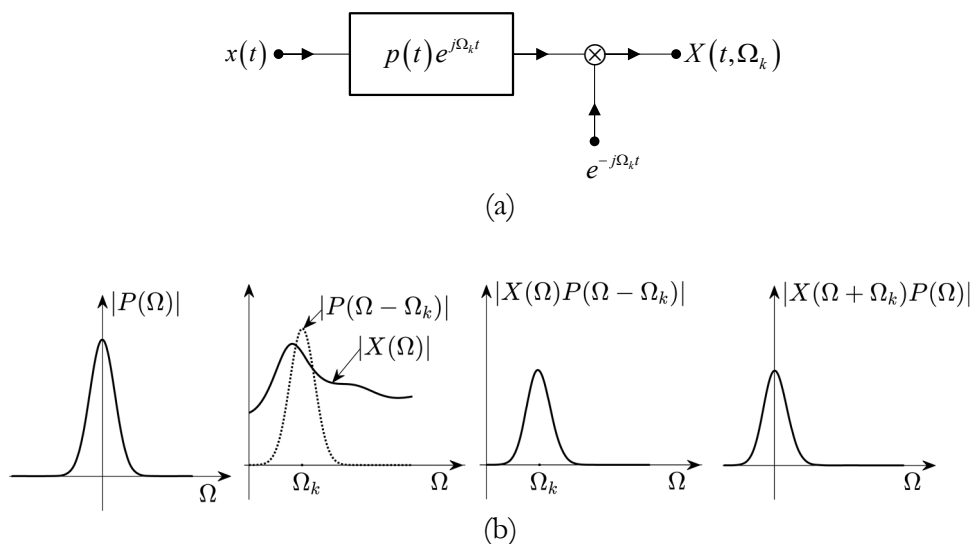 x(t)
p(t)e^{jΩ_k t}
⊗
X(t,Ω_k)
e^{-jΩ_k t}
(a)
|P(Ω)|
Ω
|P(Ω − Ω_k)|
|X(Ω)|
Ω_k
Ω
|X(Ω)P(Ω − Ω_k)|
Ω_k
Ω
|X(Ω + Ω_k)P(Ω)|
Ω
(b)